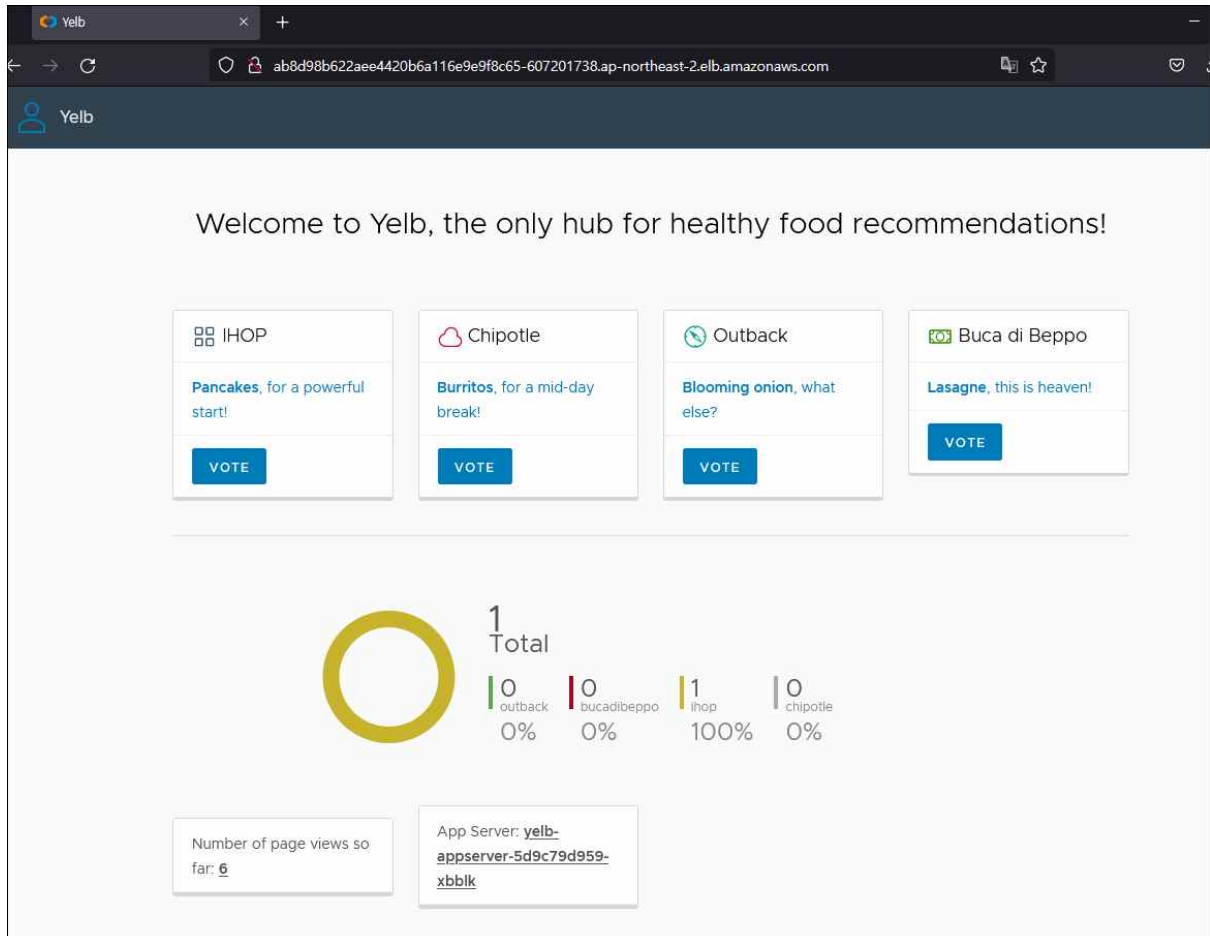 Yelb
ab8d98b622aee4420b6a116e9e9f8c65-607201738.ap-northeast-2.elb.amazonaws.com
Yelb
Welcome to Yelb, the only hub for healthy food recommendations!
IHOP
Pancakes, for a powerful
start!
VOTE
Chipotle
Burritos, for a mid-day
break!
VOTE
Outback
Blooming onion, what
else?
VOTE
Buca di Beppo
Lasagne, this is heaven!
VOTE
1
Total
0
outback
0%
0
bucadibeppo
0%
1
ihop
100%
0
chipotle
0%
Number of page views so
far: 6
App Server: yelb-
appserver-5d9c79d959-
xbblk